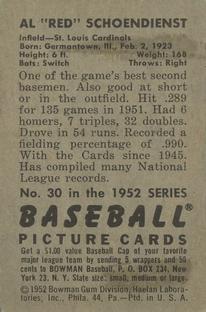 AL "RED" SCHOENDIENST
Infield—St. Louis Cardinals
Born: Germantown, Ill., Feb. 2, 1923
Height: 6 ft. Weight: 168
Bats: Switch Throws: Right
One of the game's best second
basemen. Also good at short
or in the outfield. Hit .289
for 135 games of 1951. Had 6
homers, 7 triples, 32 doubles.
Drove in 54 runs. Recorded a
fielding percentage of .990.
With the Cards since 1945.
Has compiled many National
League records.
No. 30 in the 1952 SERIES
BASEBALL®
PICTURE CARDS
Get a $1.00 value Baseball Cap of your favorite
major league team by sending 5 wrappers and 50
cents to BOWMAN Baseball, P. O. BOX 234, New
York 23, N. Y. State size: small, medium or large.
©1952 Bowman Gum Division, Haelan Labora-
tories, Inc., Phila. 44, Pa.—Ptd. in U. S. A.